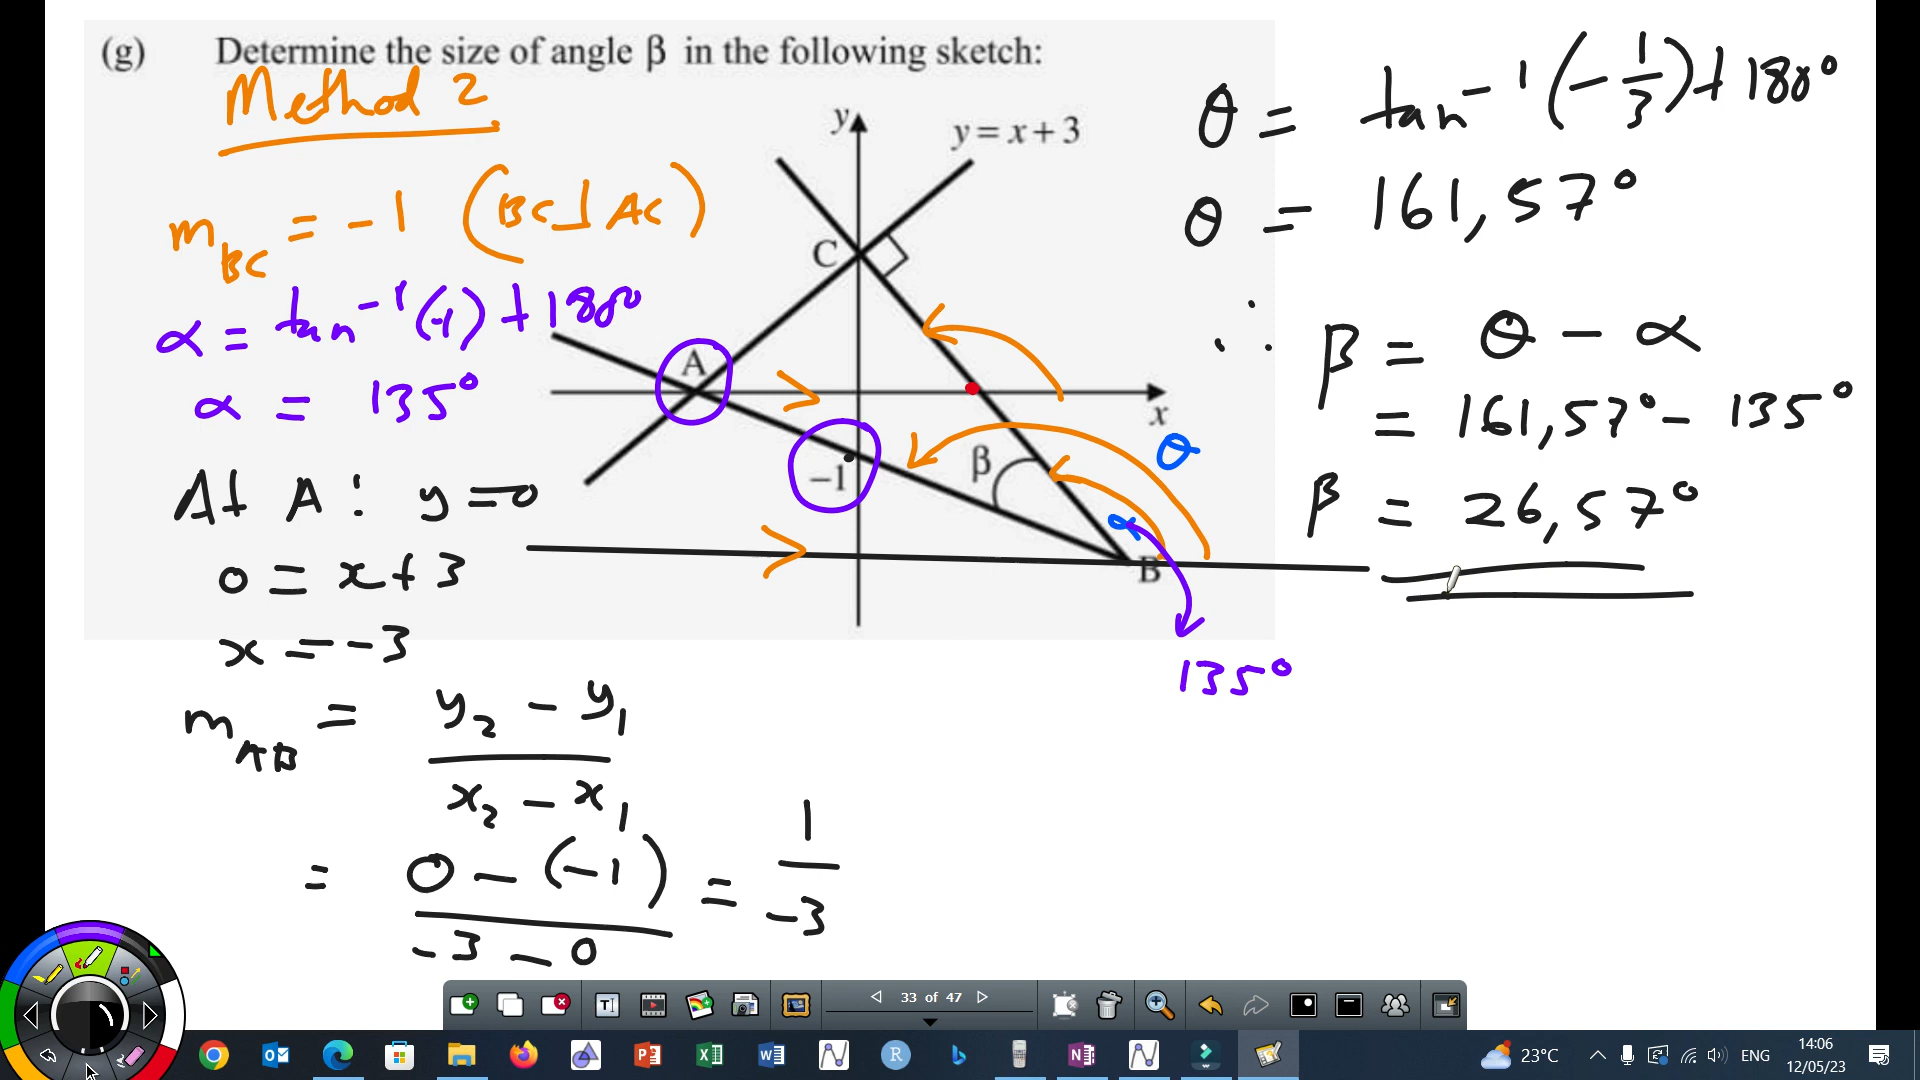 (g) Determine the size of angle β in the following sketch:
Method 2
m_BC = -1 (BC⊥AC)
α = tan⁻¹(-1) + 180°
α = 135°
At A: y = 0
0 = x + 3
x = -3
m_AB = (y₂ - y₁) / (x₂ - x₁)
= (0 - (-1)) / (-3 - 0) = 1 / -3
y
y = x + 3
C
A
x
-1
β
θ
α
B
135°
θ = tan⁻¹(-1/3) + 180°
θ = 161,57°
∴ β = θ - α
= 161,57° - 135°
β = 26,57°
33 of 47
23°C
ENG
14:06
12/05/23